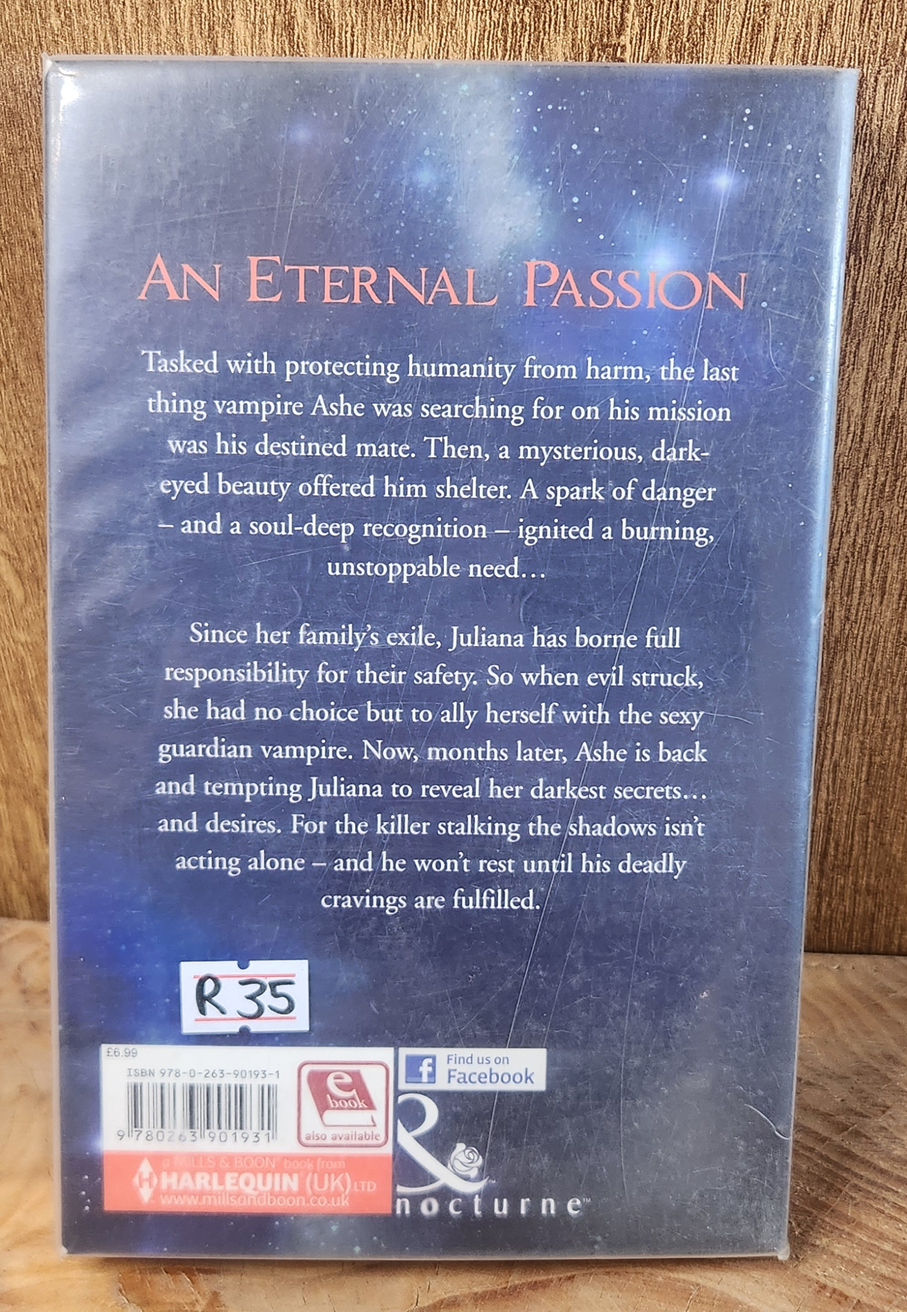 AN ETERNAL PASSION
Tasked with protecting humanity from harm, the last
thing vampire Ashe was searching for on his mission
was his destined mate. Then, a mysterious, dark-
eyed beauty offered him shelter. A spark of danger
– and a soul-deep recognition – ignited a burning,
unstoppable need…
Since her family's exile, Juliana has borne full
responsibility for their safety. So when evil struck,
she had no choice but to ally herself with the sexy
guardian vampire. Now, months later, Ashe is back
and tempting Juliana to reveal her darkest secrets…
and desires. For the killer stalking the shadows isn't
acting alone – and he won't rest until his deadly
cravings are fulfilled.
R 35
£6.99
ISBN 978-0-263-90193-1
9 780263 901931
e
book
also available
f
Find us on
Facebook
a MILLS & BOON® book from
H HARLEQUIN (UK) LTD
www.millsandboon.co.uk
R
nocturne™